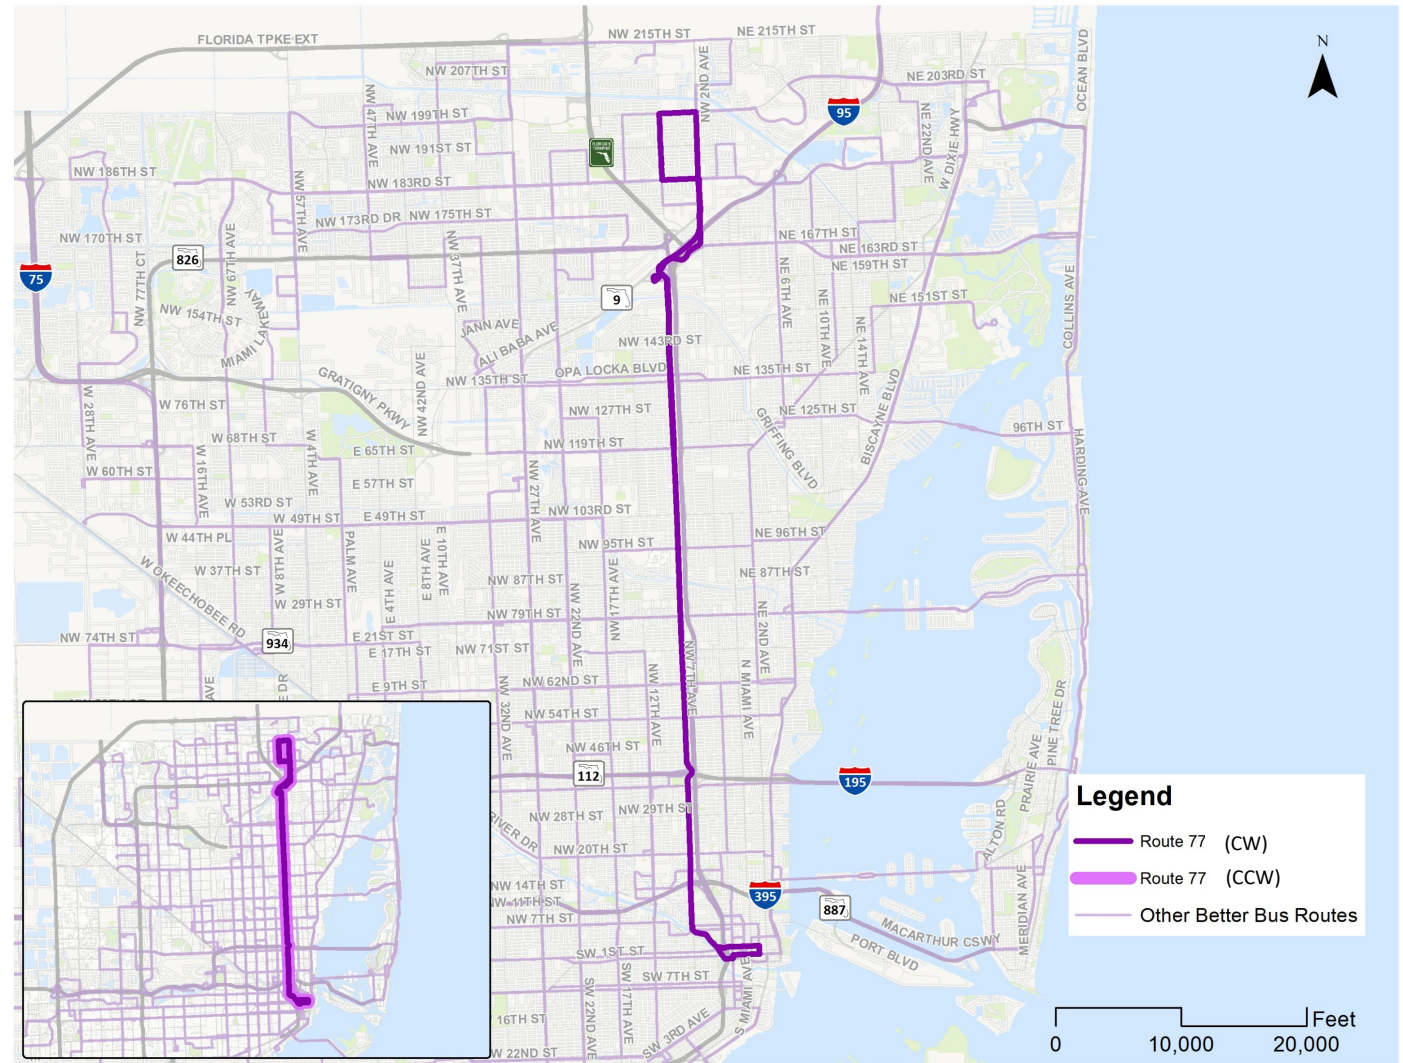 FLORIDA TPKE EXT
NW 215TH ST
NE 215TH ST
OCEAN BLVD
N
NW 207TH ST
NW 2ND AVE
NE 203RD ST
NW 47TH AVE
NW 199TH ST
95
NE 22ND AVE
W DIXIE HWY
NW 191ST ST
FLORIDA'S
TURNPIKE
NW 186TH ST
NW 183RD ST
NW 57TH AVE
NW 173RD DR
NW 175TH ST
NW 170TH ST
NW 67TH AVE
NW 37TH AVE
NE 167TH ST
NE 163RD ST
826
NE 159TH ST
75
NW 77TH CT
9
NE 6TH AVE
NE 10TH AVE
NE 151ST ST
COLLINS AVE
NW 154TH ST
MIAMI LAKEWAY
JANN AVE
ALI BABA AVE
NE 14TH AVE
NW 143RD ST
NW 42ND AVE
GRATIGNY PKWY
OPA LOCKA BLVD
NE 135TH ST
NW 135TH ST
W 28TH AVE
W 76TH ST
NW 127TH ST
NE 125TH ST
GRIFFING BLVD
BISCAYNE BLVD
96TH ST
W 68TH ST
W 4TH AVE
E 65TH ST
NW 119TH ST
HARDING AVE
W 60TH ST
W 16TH AVE
E 57TH ST
NW 27TH AVE
W 53RD ST
W 49TH ST
E 49TH ST
NW 103RD ST
W 44TH PL
W 8TH AVE
PALM AVE
E 10TH AVE
NW 95TH ST
NE 96TH ST
W OKEECHOBEE RD
W 37TH ST
E 4TH AVE
E 8TH AVE
NW 87TH ST
NW 17TH AVE
NE 87TH ST
W 29TH ST
NW 22ND AVE
NW 79TH ST
NE 2ND AVE
NW 74TH ST
934
E 21ST ST
E 17TH ST
NW 71ST ST
NW 7TH AVE
N MIAMI AVE
NW 12TH AVE
AVE
E DR
E 9TH ST
NW 62ND ST
NW 32ND AVE
NW 54TH ST
PINE TREE DR
PRAIRIE AVE
NW 46TH ST
112
195
NW 29TH ST
NW 28TH ST
RIVER DR
NW 20TH ST
ALTON RD
NW 14TH ST
NW 11TH ST
395
NW 7TH ST
887
MACARTHUR CSWY
PORT BLVD
MERIDIAN AVE
SW 1ST ST
SW 7TH ST
S MIAMI AVE
SW 22ND AVE
SW 17TH AVE
SW 3RD AVE
16TH ST
W 22ND ST
Legend
Route 77 (CW)
Route 77 (CCW)
Other Better Bus Routes
Feet
0 10,000 20,000